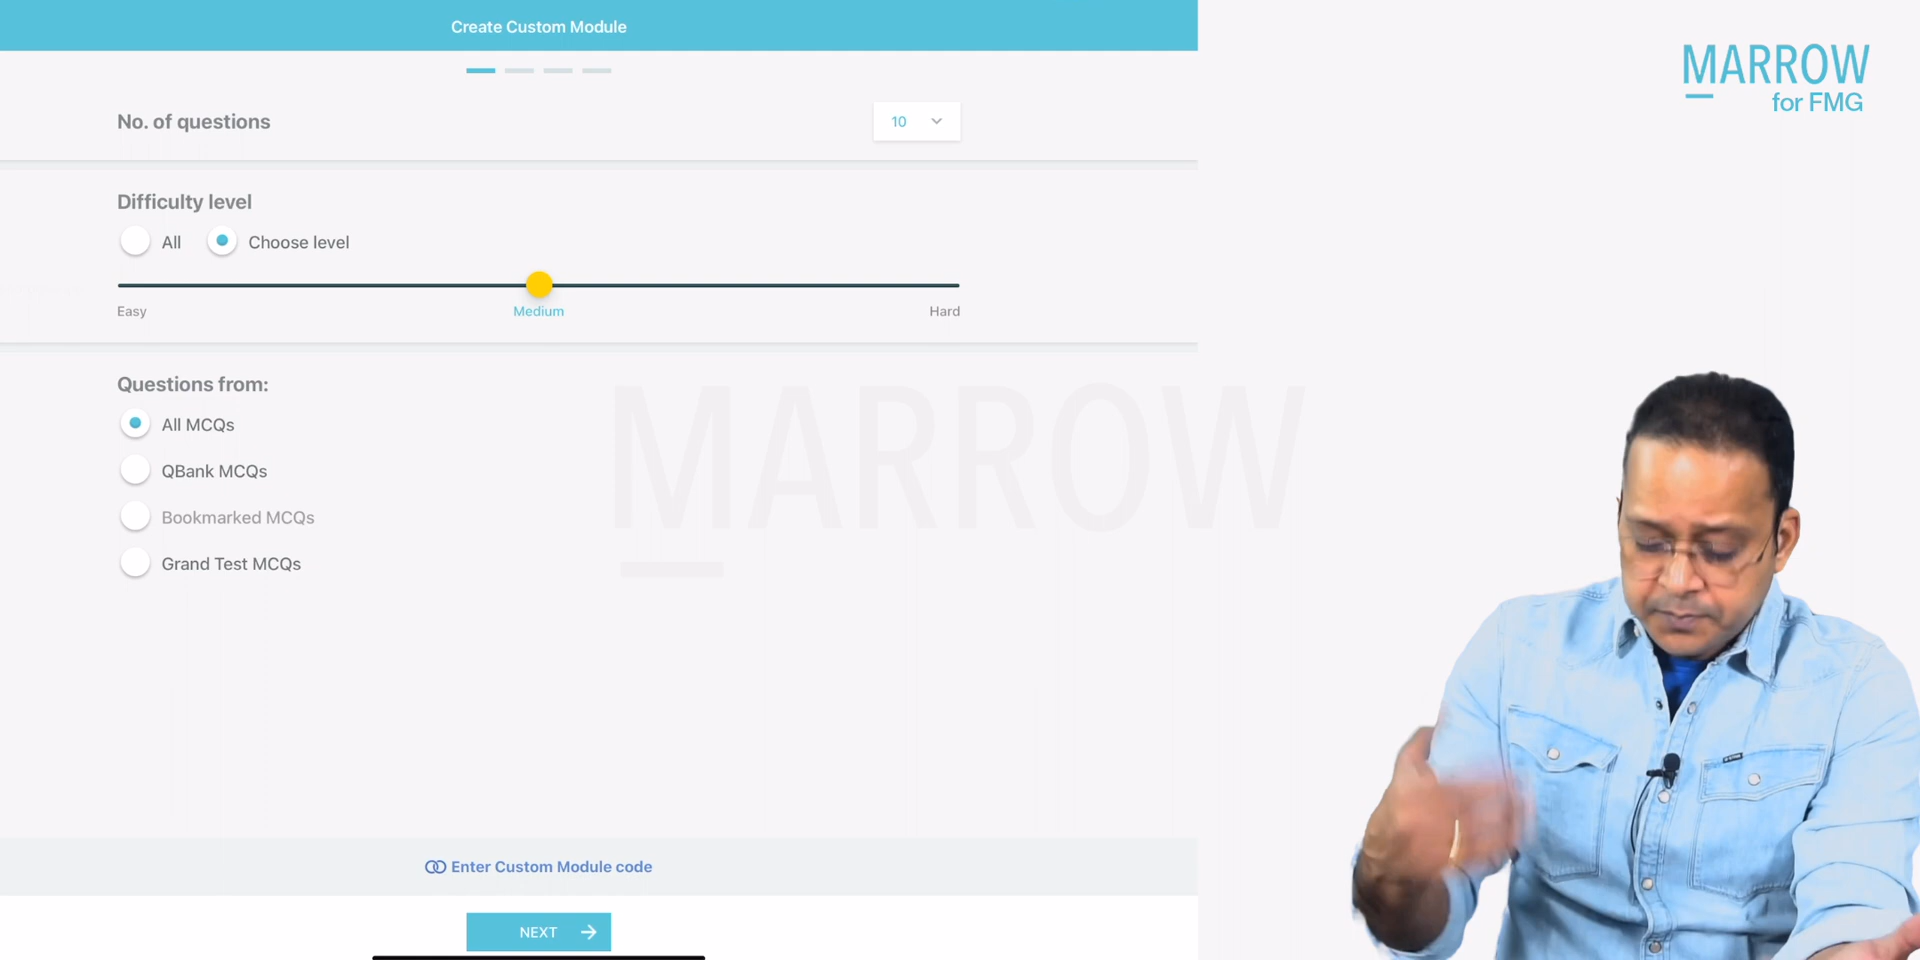 Create Custom Module
MARROW
for FMG
No. of questions
10
Difficulty level
All
Choose level
Easy
Medium
Hard
Questions from:
All MCQs
QBank MCQs
Bookmarked MCQs
Grand Test MCQs
MARROW
Enter Custom Module code
NEXT